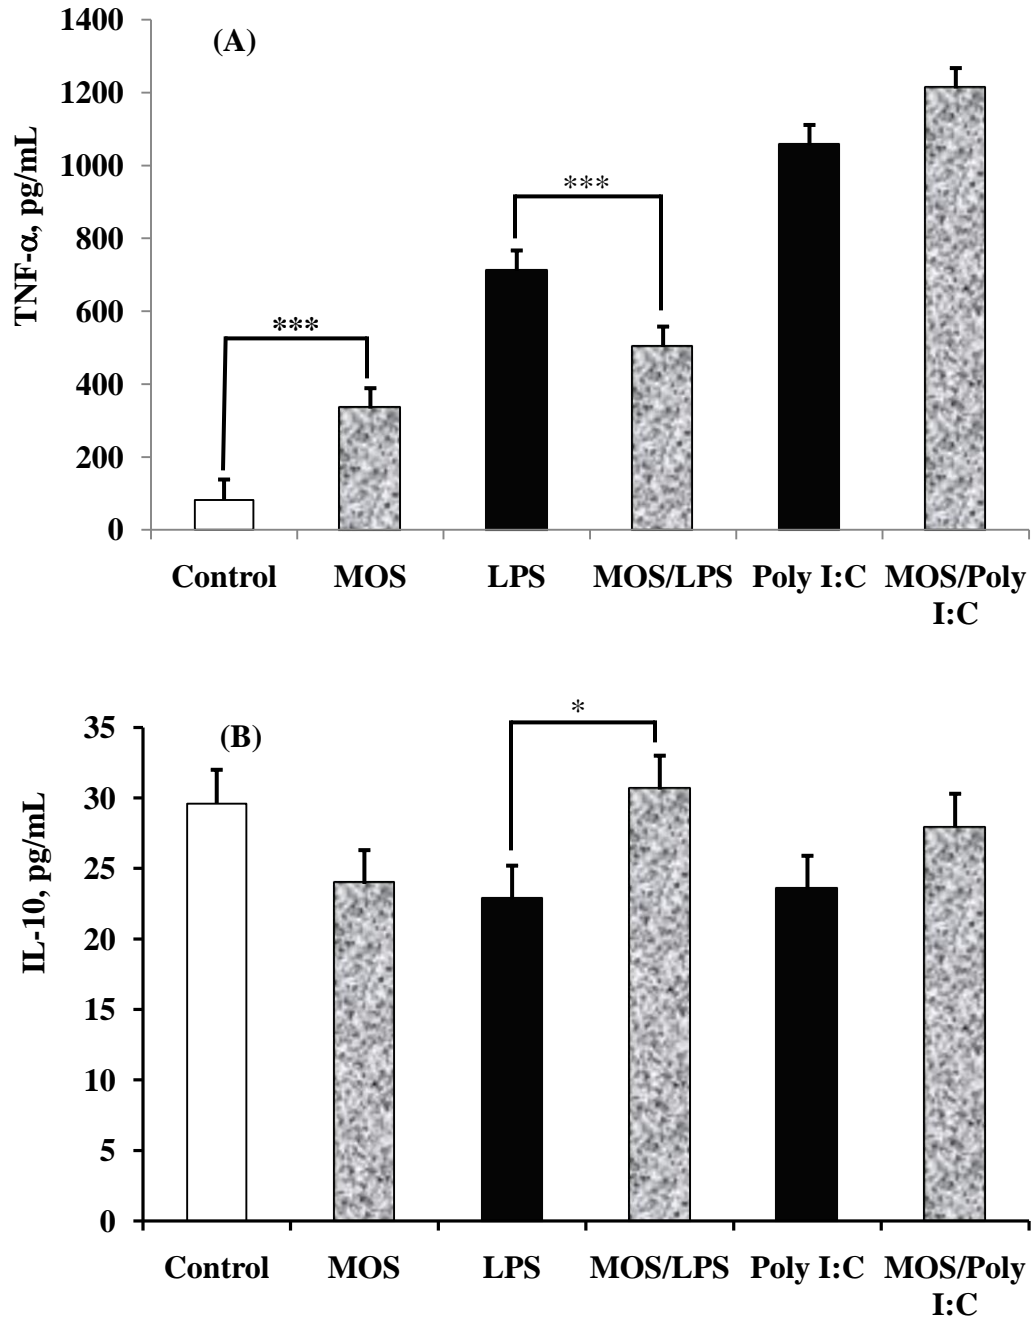 (A)
TNF-α, pg/mL
1400
1200
1000
800
600
400
200
0
***
***
Control MOS LPS MOS/LPS Poly I:C MOS/Poly
I:C
(B)
IL-10, pg/mL
35
30
25
20
15
10
5
0
*
Control MOS LPS MOS/LPS Poly I:C MOS/Poly
I:C